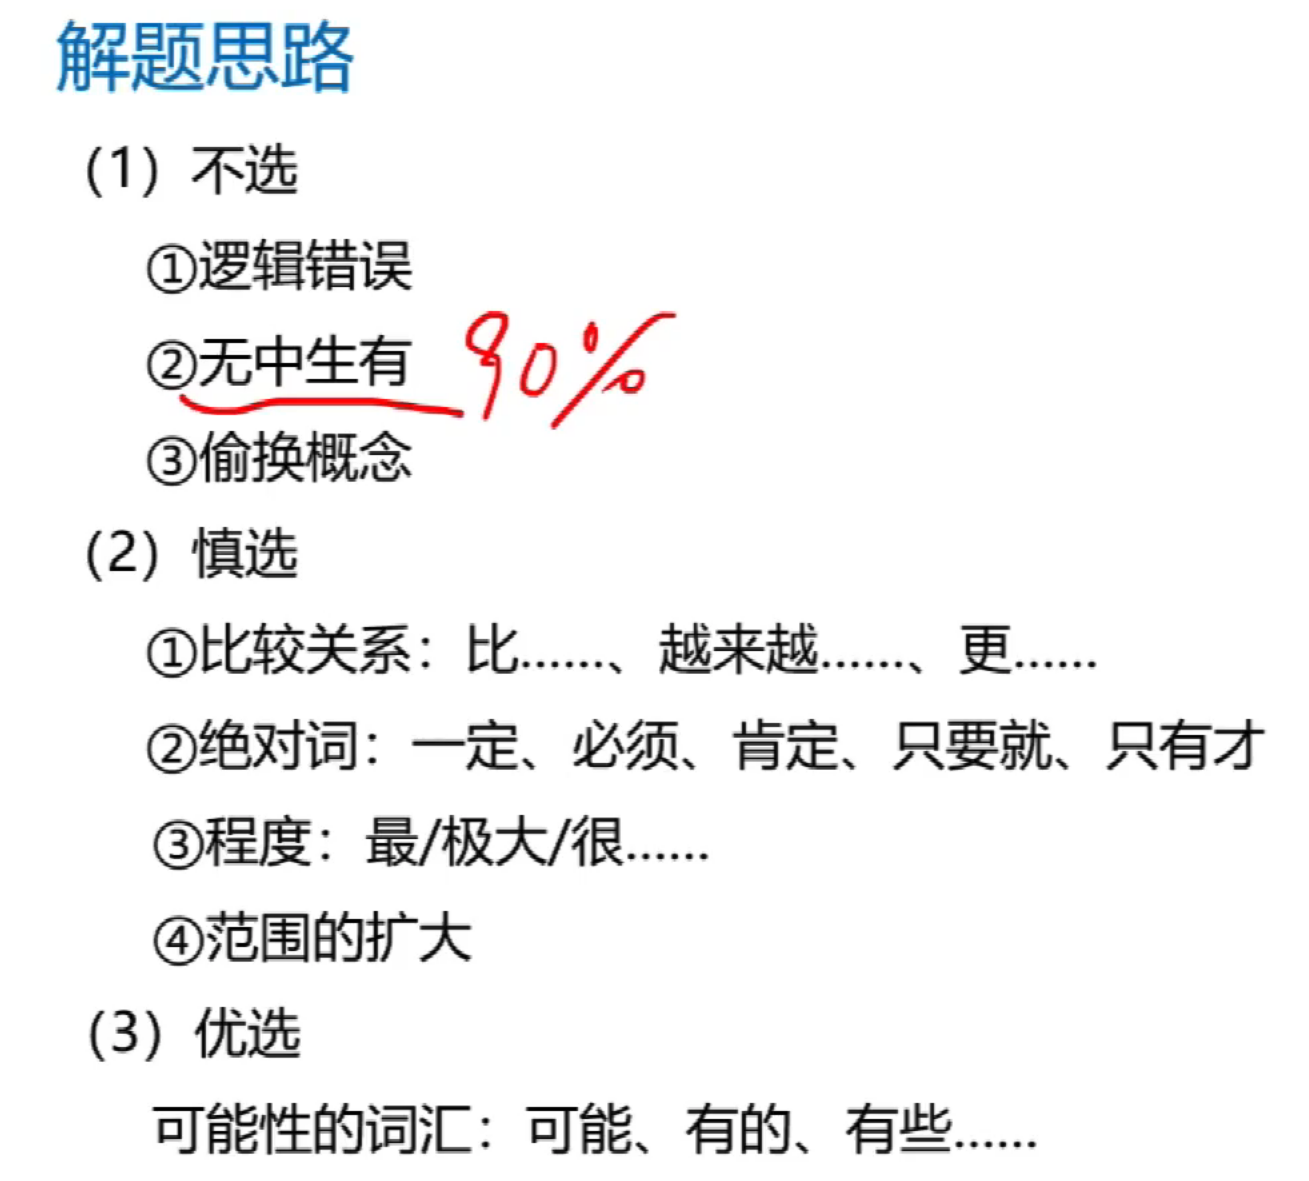 解题思路
（1）不选
①逻辑错误
②无中生有 90%
③偷换概念
（2）慎选
①比较关系：比......、越来越......、更......
②绝对词：一定、必须、肯定、只要就、只有才
③程度：最/极大/很......
④范围的扩大
（3）优选
可能性的词汇：可能、有的、有些......